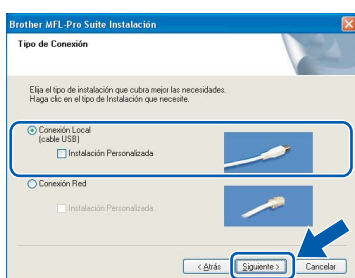 Brother MFL-Pro Suite Instalación
Tipo de Conexión
Elija el tipo de instalación que cubra mejor las necesidades.
Haga clic en el tipo de Instalación que necesite.
Conexión Local
(cable USB)
Instalación Personalizada
Conexión Red
Instalación Personalizada
< Atrás
Siguiente >
Cancelar